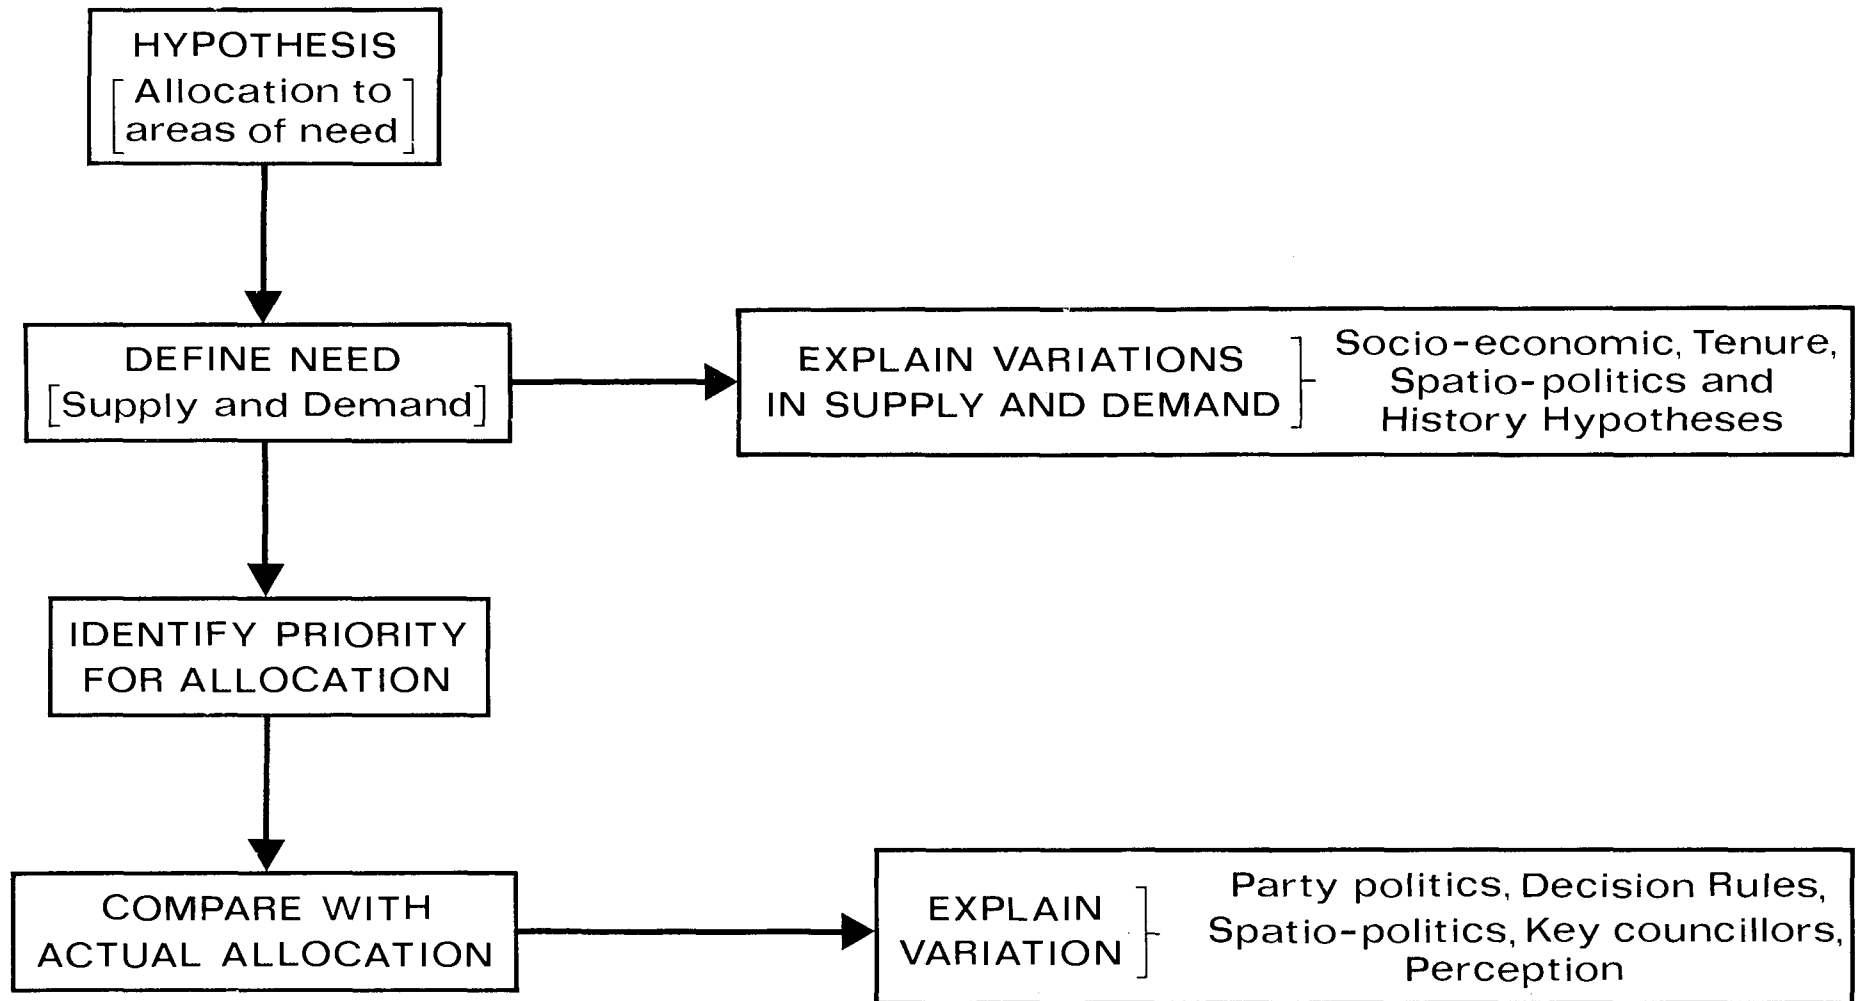 HYPOTHESIS
[Allocation to
areas of need]
DEFINE NEED
[Supply and Demand]
EXPLAIN VARIATIONS
IN SUPPLY AND DEMAND
Socio-economic, Tenure,
Spatio-politics and
History Hypotheses
IDENTIFY PRIORITY
FOR ALLOCATION
COMPARE WITH
ACTUAL ALLOCATION
EXPLAIN
VARIATION
Party politics, Decision Rules,
Spatio-politics, Key councillors,
Perception